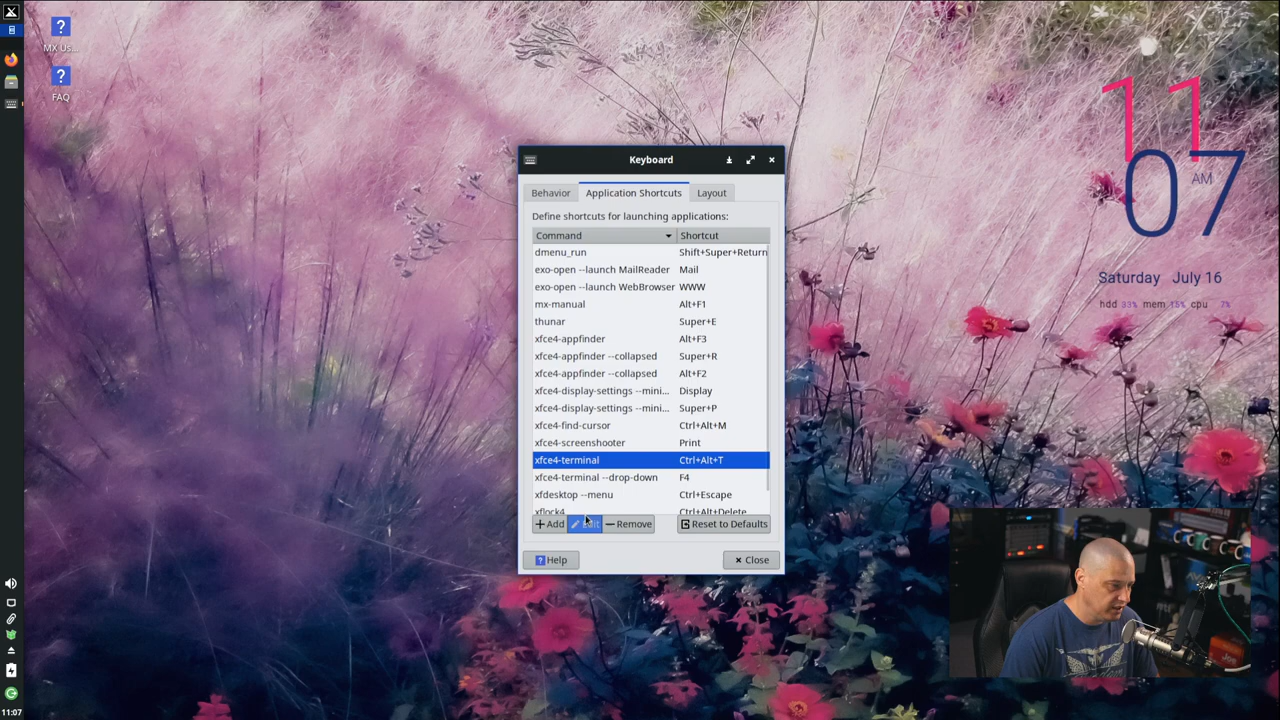 MX Us...
FAQ
11
07
AM
Saturday July 16
hdd 33% mem 15% cpu 7%
Keyboard
Behavior
Application Shortcuts
Layout
Define shortcuts for launching applications:
Command Shortcut
dmenu_run Shift+Super+Return
exo-open --launch MailReader Mail
exo-open --launch WebBrowser WWW
mx-manual Alt+F1
thunar Super+E
xfce4-appfinder Alt+F3
xfce4-appfinder --collapsed Super+R
xfce4-appfinder --collapsed Alt+F2
xfce4-display-settings --mini... Display
xfce4-display-settings --mini... Super+P
xfce4-find-cursor Ctrl+Alt+M
xfce4-screenshooter Print
xfce4-terminal Ctrl+Alt+T
xfce4-terminal --drop-down F4
xfdesktop --menu Ctrl+Escape
xflock4 Ctrl+Alt+Delete
Add Edit Remove Reset to Defaults
Help Close
11:07